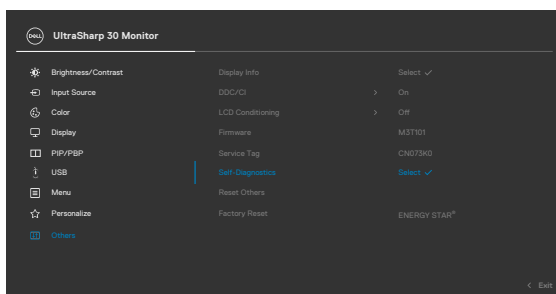 DELL UltraSharp 30 Monitor
Brightness/Contrast Display Info Select ✓
Input Source DDC/CI > On
Color LCD Conditioning > Off
Display Firmware M3T101
PIP/PBP Service Tag CN073K0
USB Self-Diagnostics Select ✓
Menu Reset Others
Personalize Factory Reset ENERGY STAR®
Others
< Exit